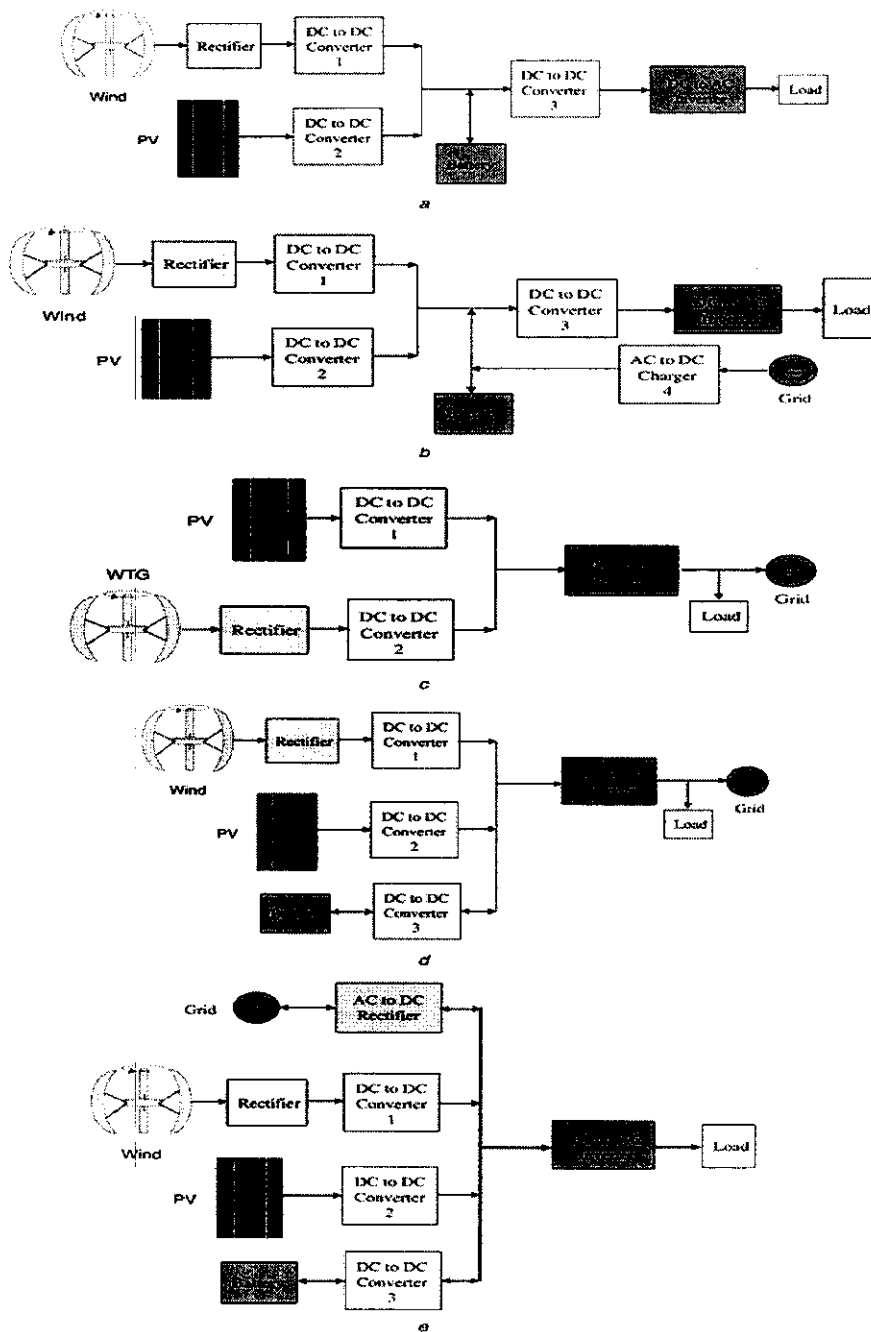 Rectifier
DC to DC
Converter
1
Wind
PV
DC to DC
Converter
2
DC to DC
Converter
3
Load
Battery
a
Rectifier
DC to DC
Converter
1
Wind
PV
DC to DC
Converter
2
DC to DC
Converter
3
Load
AC to DC
Charger
4
Grid
b
PV
DC to DC
Converter
1
WTG
Rectifier
DC to DC
Converter
2
Load
Grid
c
Rectifier
DC to DC
Converter
1
Wind
PV
DC to DC
Converter
2
DC to DC
Converter
3
Load
Grid
d
Grid
AC to DC
Rectifier
Rectifier
DC to DC
Converter
1
Wind
PV
DC to DC
Converter
2
DC to DC
Converter
3
Load
e